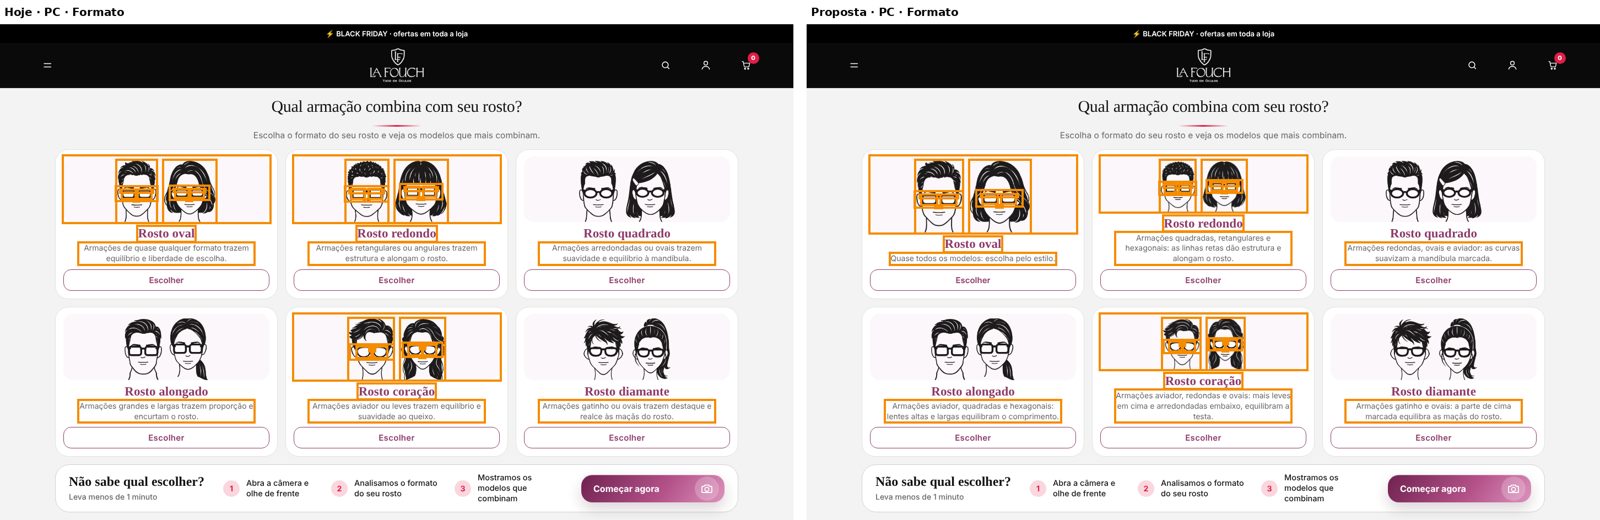 Hoje · PC · Formato
⚡ BLACK FRIDAY · ofertas em toda a loja
LA FOUCH
TUDO DE ÓCULOS
0
Qual armação combina com seu rosto?
Escolha o formato do seu rosto e veja os modelos que mais combinam.
Rosto oval
Armações de quase qualquer formato trazem
equilíbrio e liberdade de escolha.
Escolher
Rosto redondo
Armações retangulares ou angulares trazem
estrutura e alongam o rosto.
Escolher
Rosto quadrado
Armações arredondadas ou ovais trazem
suavidade e equilíbrio à mandíbula.
Escolher
Rosto alongado
Armações grandes e largas trazem proporção e
encurtam o rosto.
Escolher
Rosto coração
Armações aviador ou leves trazem equilíbrio e
suavidade ao queixo.
Escolher
Rosto diamante
Armações gatinho ou ovais trazem destaque e
realce às maçãs do rosto.
Escolher
Não sabe qual escolher?
Leva menos de 1 minuto
1
Abra a câmera e
olhe de frente
2
Analisamos o formato
do seu rosto
3
Mostramos os
modelos que
combinam
Começar agora
Proposta · PC · Formato
⚡ BLACK FRIDAY · ofertas em toda a loja
LA FOUCH
TUDO DE ÓCULOS
0
Qual armação combina com seu rosto?
Escolha o formato do seu rosto e veja os modelos que mais combinam.
Rosto oval
Quase todos os modelos: escolha pelo estilo.
Escolher
Rosto redondo
Armações quadradas, retangulares e
hexagonais: as linhas retas dão estrutura e
alongam o rosto.
Escolher
Rosto quadrado
Armações redondas, ovais e aviador: as curvas
suavizam a mandíbula marcada.
Escolher
Rosto alongado
Armações aviador, quadradas e hexagonais:
lentes altas e largas equilibram o comprimento.
Escolher
Rosto coração
Armações aviador, redondas e ovais: mais leves
em cima e arredondadas embaixo, equilibram a
testa.
Escolher
Rosto diamante
Armações gatinho e ovais: a parte de cima
marcada equilibra as maçãs do rosto.
Escolher
Não sabe qual escolher?
Leva menos de 1 minuto
1
Abra a câmera e
olhe de frente
2
Analisamos o formato
do seu rosto
3
Mostramos os
modelos que
combinam
Começar agora